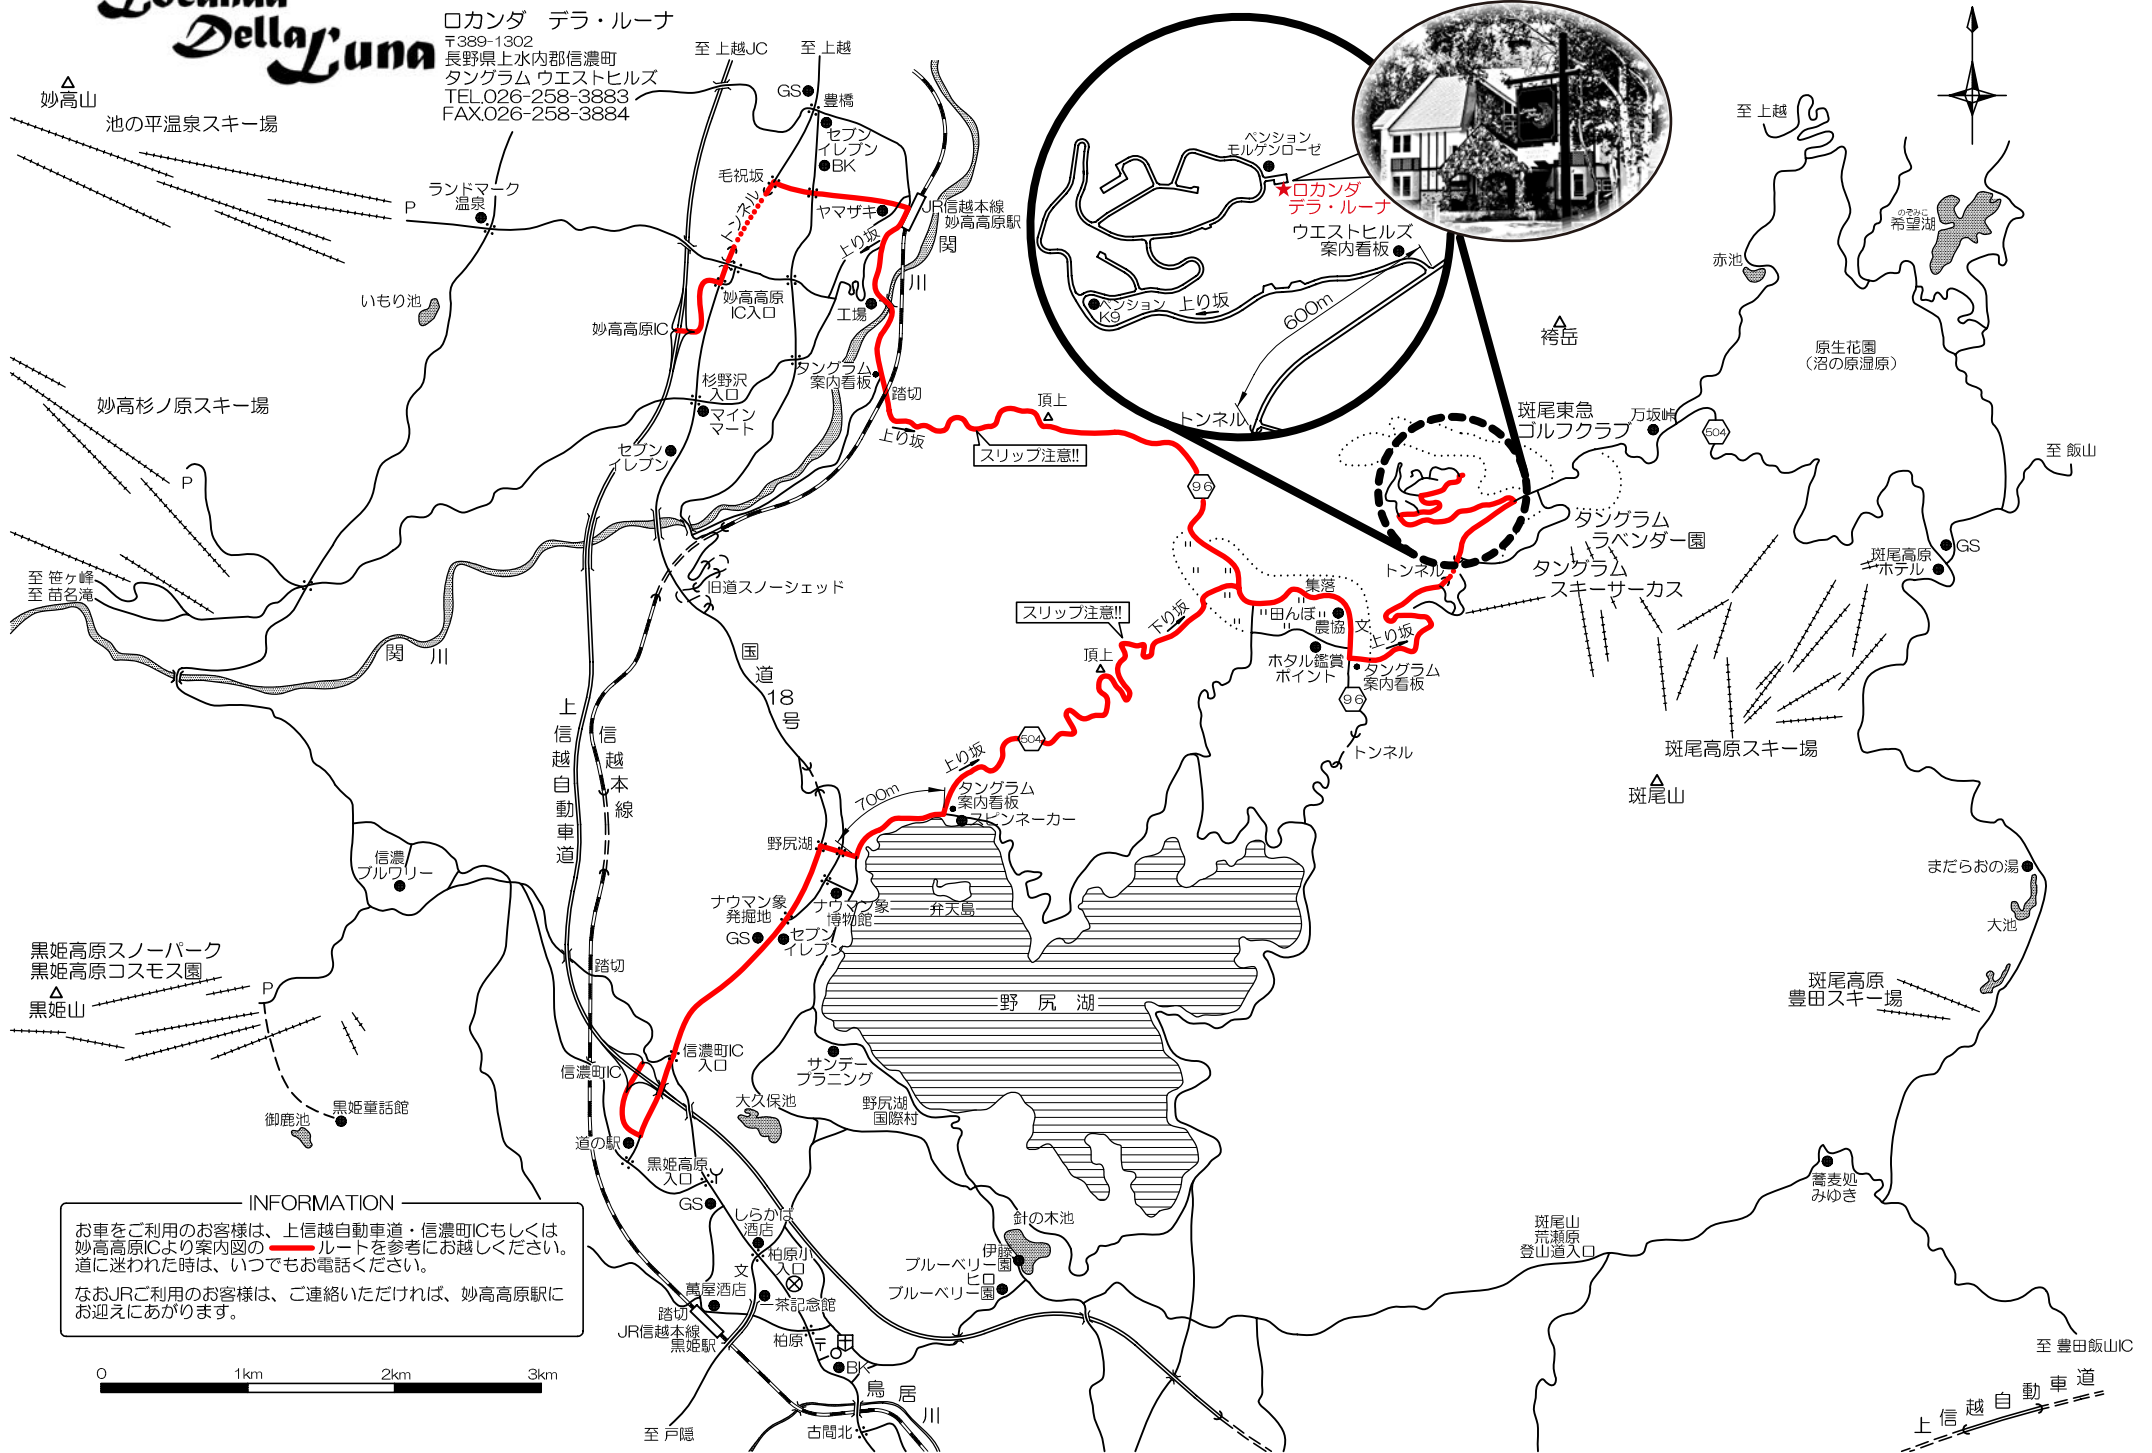 Locanda
Della Luna
ロカンダ デラ・ルーナ
〒389-1302
長野県上水内郡信濃町
タングラム ウエストヒルズ
TEL.026-258-3883
FAX.026-258-3884
至 上越JC
至 上越
GS
豊橋
セブン
イレブン
BK
妙高山
池の平温泉スキー場
ランドマーク
温泉
P
毛祝坂
トンネル
ヤマザキ
JR信越本線
妙高高原駅
上り坂
関
川
いもり池
妙高高原IC
妙高高原
IC入口
工場
妙高杉ノ原スキー場
杉野沢
入口
マイン
マート
タングラム
案内看板
踏切
上り坂
セブン
イレブン
P
スリップ注意!!
頂上
96
ペンション
モルゲンローゼ
★ロカンダ
デラ・ルーナ
ウエストヒルズ
案内看板
ペンション
K9
上り坂
600m
トンネル
至 上越
のぞみこ
希望湖
赤池
袴岳
原生花園
（沼の原湿原）
斑尾東急
ゴルフクラブ
万坂峠
504
至 飯山
タングラム
ラベンダー園
タングラム
スキーサーカス
斑尾高原
ホテル
GS
トンネル
至 笹ヶ峰
至 苗名滝
関
川
旧道スノーシェッド
国
道
18
号
スリップ注意!!
頂上
下り坂
集落
田んぼ
農協
文
上り坂
ホタル鑑賞
ポイント
タングラム
案内看板
96
トンネル
上
信
越
自
動
車
道
信
越
本
線
504
上り坂
斑尾高原スキー場
斑尾山
700m
タングラム
案内看板
スピンネーカー
野尻湖
信濃
ブルワリー
ナウマン象
発掘地
ナウマン象
博物館
GS
セブン
イレブン
弁天島
まだらおの湯
大池
黒姫高原スノーパーク
黒姫高原コスモス園
黒姫山
P
踏切
野 尻 湖
斑尾高原
豊田スキー場
信濃町IC
信濃町IC
入口
サンデー
プラニング
大久保池
野尻湖
国際村
御鹿池
黒姫童話館
道の駅
黒姫高原
入口
GS
しらかば
酒店
蕎麦処
みゆき
INFORMATION
お車をご利用のお客様は、上信越自動車道・信濃町ICもしくは
妙高高原ICより案内図の ルートを参考にお越しください。
道に迷われた時は、いつでもお電話ください。
なおJRご利用のお客様は、ご連絡いただければ、妙高高原駅に
お迎えにあがります。
文
柏原小
入口
萬屋酒店
一茶記念館
踏切
JR信越本線
黒姫駅
柏原
〒
BK
針の木池
伊藤
ブルーベリー園
ヒロ
ブルーベリー園
斑尾山
荒瀬原
登山道入口
至 豊田飯山IC
0
1km
2km
3km
至 戸隠
古間北
鳥
居
川
上
信
越
自
動
車
道